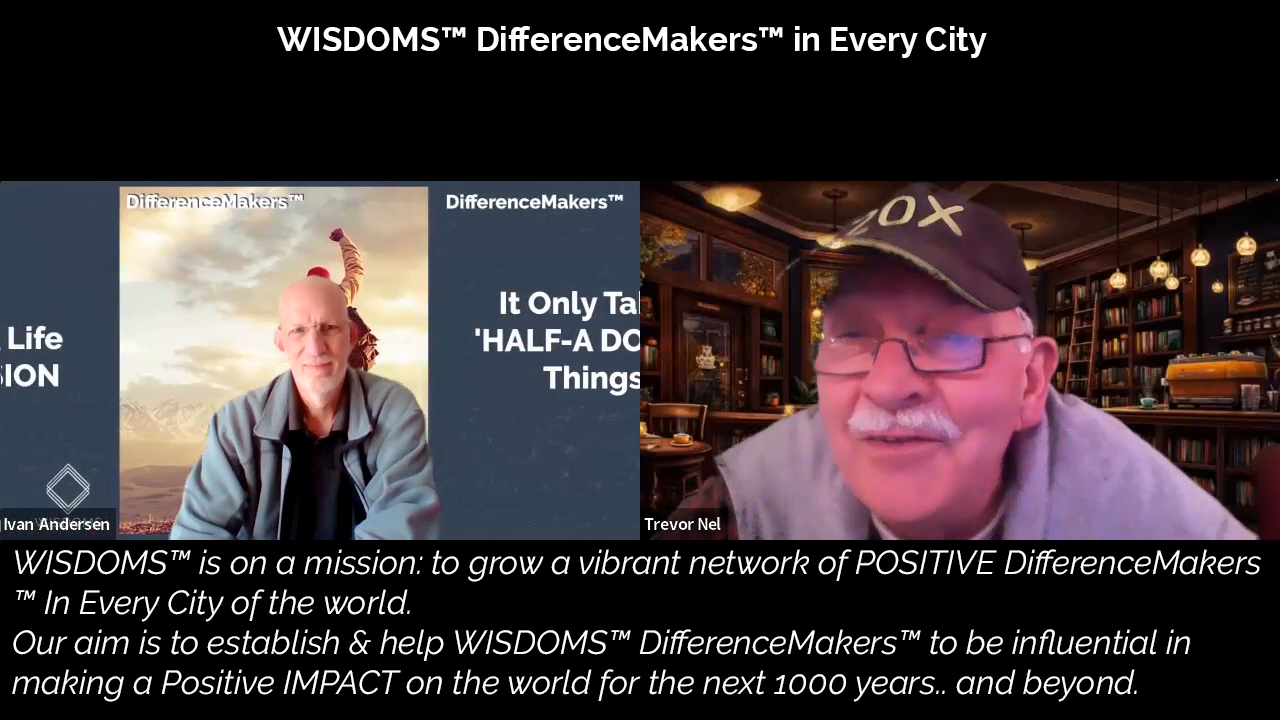 WISDOMS™ DifferenceMakers™ in Every City
DifferenceMakers™
DifferenceMakers™
Life
ION
It Only Ta
'HALF-A DO
Things
ZOX
Ivan Andersen
Trevor Nel
WISDOMS™ is on a mission: to grow a vibrant network of POSITIVE DifferenceMakers
™ In Every City of the world.
Our aim is to establish & help WISDOMS™ DifferenceMakers™ to be influential in
making a Positive IMPACT on the world for the next 1000 years.. and beyond.